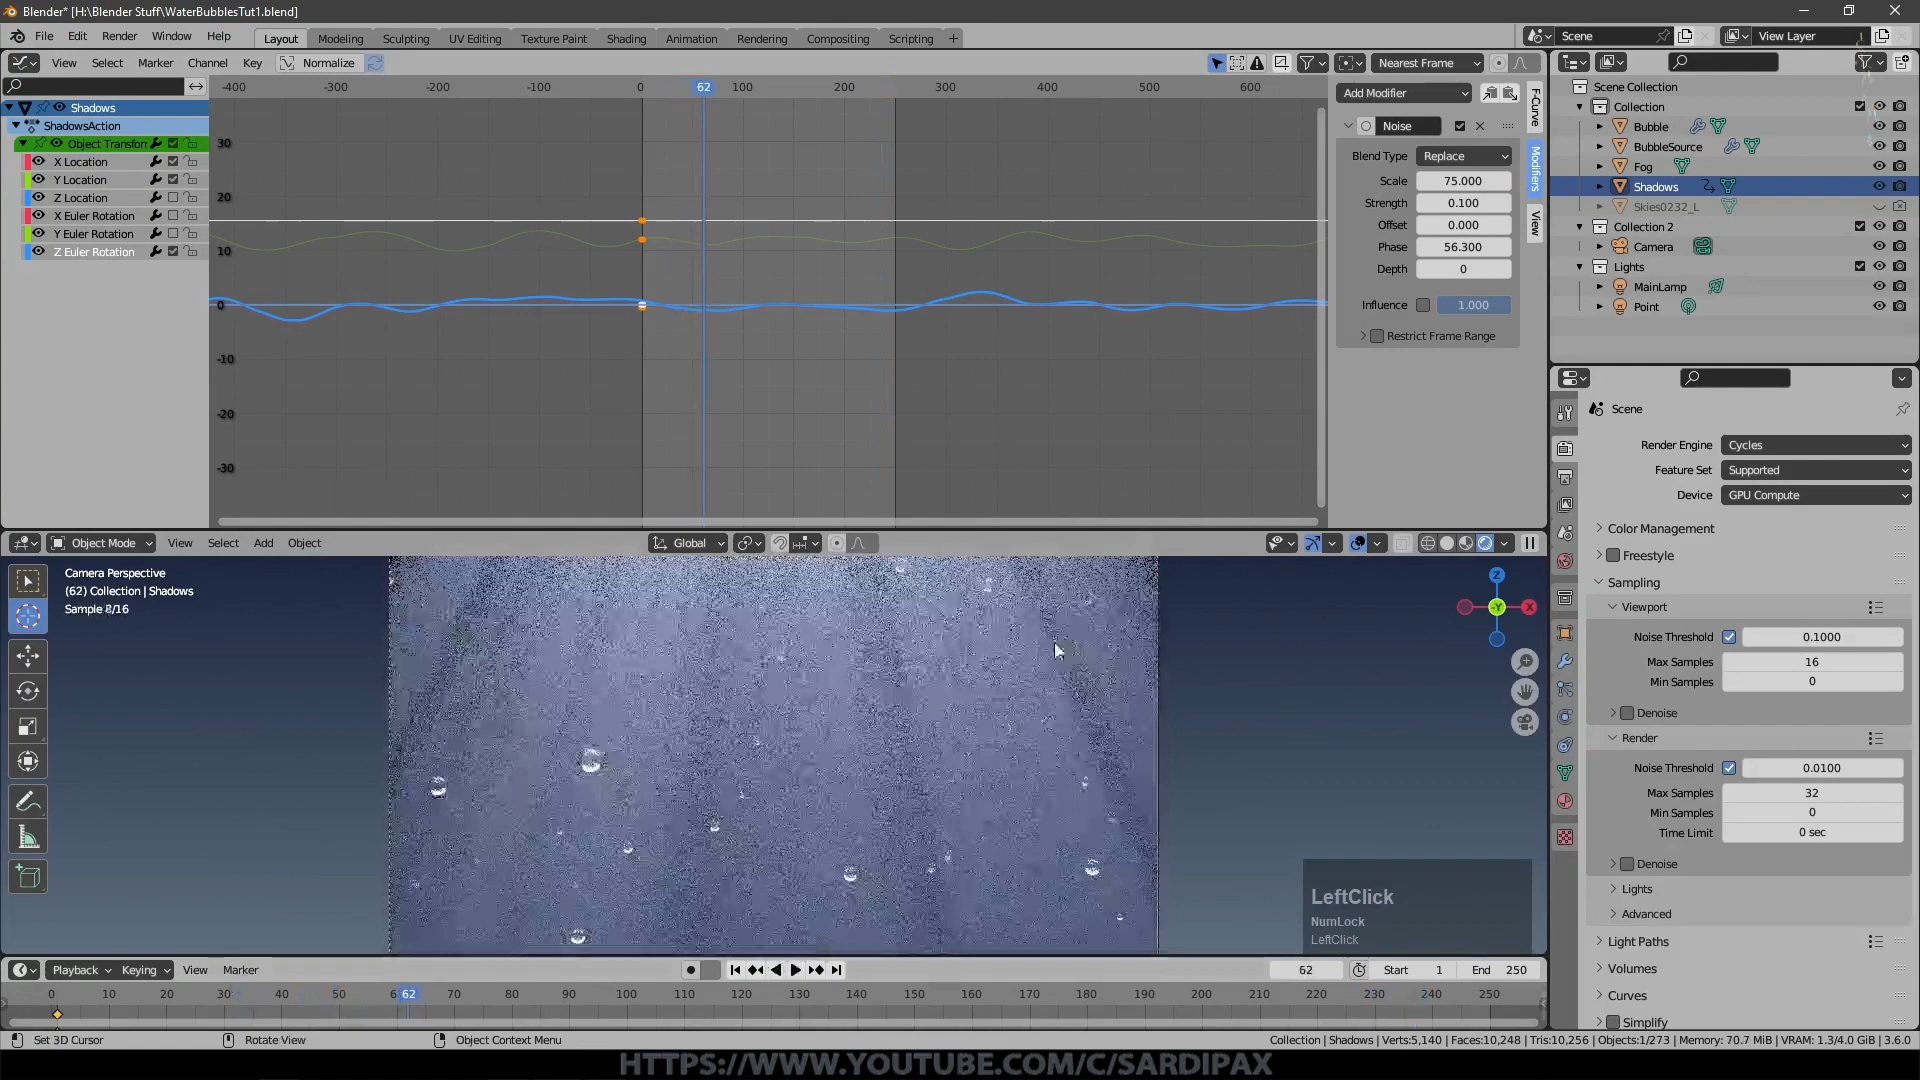 Blender* [H:\Blender Stuff\WaterBubblesTut1.blend]
File Edit Render Window Help Layout Modeling Sculpting UV Editing Texture Paint Shading Animation Rendering Compositing Scripting Scene View Layer
View Select Marker Channel Key Normalize Nearest Frame
-400 -300 -200 -100 0 62 100 200 300 400 500 600
Shadows
ShadowsAction
Object Transfor
X Location
Y Location
Z Location
X Euler Rotation
Y Euler Rotation
Z Euler Rotation
30
20
10
0
-10
-20
-30
Add Modifier
Noise
Blend Type Replace
Scale 75.000
Strength 0.100
Offset 0.000
Phase 56.300
Depth 0
Influence 1.000
Restrict Frame Range
F-Curve
Modifiers
View
Scene Collection
Collection
Bubble
BubbleSource
Fog
Shadows
Skies0232_L
Collection 2
Camera
Lights
MainLamp
Point
Scene
Render Engine Cycles
Feature Set Supported
Device GPU Compute
Color Management
Freestyle
Sampling
Viewport
Noise Threshold 0.1000
Max Samples 16
Min Samples 0
Denoise
Render
Noise Threshold 0.0100
Max Samples 32
Min Samples 0
Time Limit 0 sec
Denoise
Lights
Advanced
Light Paths
Volumes
Curves
Simplify
Object Mode View Select Add Object Global
Camera Perspective
(62) Collection | Shadows
Sample 8/16
Z
-Y
X
LeftClick
NumLock
LeftClick
Playback Keying View Marker 62 Start 1 End 250
0 10 20 30 40 50 6 62 70 80 90 100 110 120 130 140 150 160 170 180 190 200 210 220 230 240 250
Set 3D Cursor Rotate View Object Context Menu Collection | Shadows | Verts:5,140 | Faces:10,248 | Tris:10,256 | Objects:1/273 | Memory: 70.7 MiB | VRAM: 1.3/4.0 GiB | 3.6.0
HTTPS://WWW.YOUTUBE.COM/C/SARDIPAX